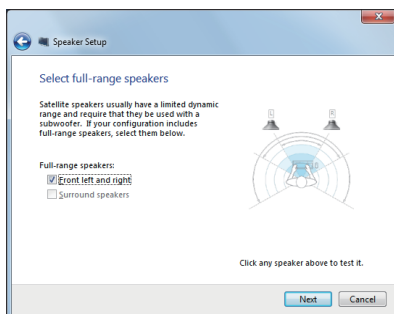 Speaker Setup
Select full-range speakers
Satellite speakers usually have a limited dynamic
range and require that they be used with a
subwoofer. If your configuration includes
full-range speakers, select them below.
L R
Full-range speakers:
Front left and right
Surround speakers
Click any speaker above to test it.
Next Cancel